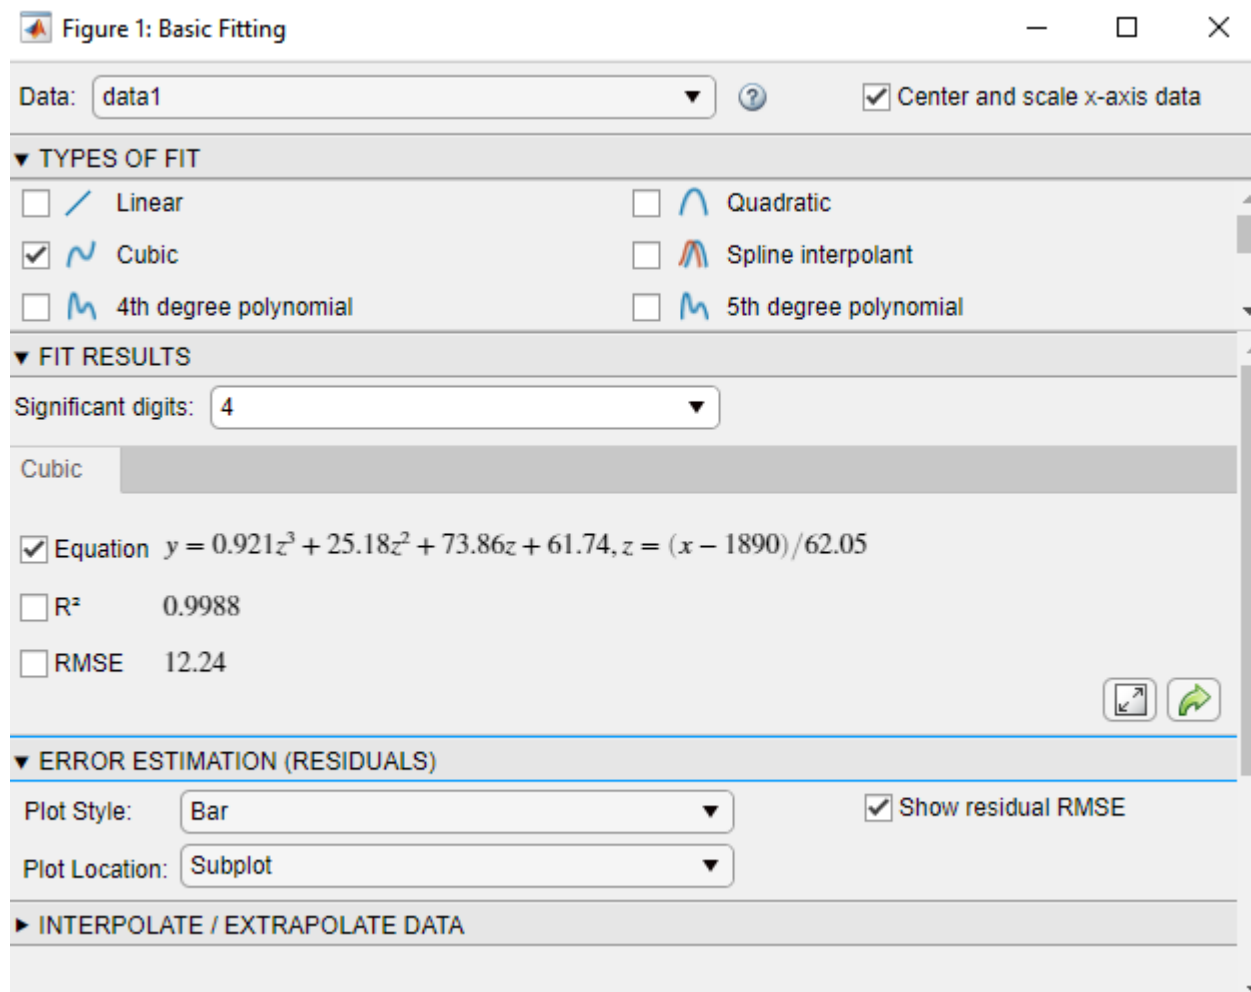 Figure 1: Basic Fitting
Data: data1 Center and scale x-axis data
TYPES OF FIT
Linear Quadratic
Cubic Spline interpolant
4th degree polynomial 5th degree polynomial
FIT RESULTS
Significant digits: 4
Cubic
Equation y = 0.921z³ + 25.18z² + 73.86z + 61.74, z = (x − 1890)/62.05
R² 0.9988
RMSE 12.24
ERROR ESTIMATION (RESIDUALS)
Plot Style: Bar Show residual RMSE
Plot Location: Subplot
INTERPOLATE / EXTRAPOLATE DATA